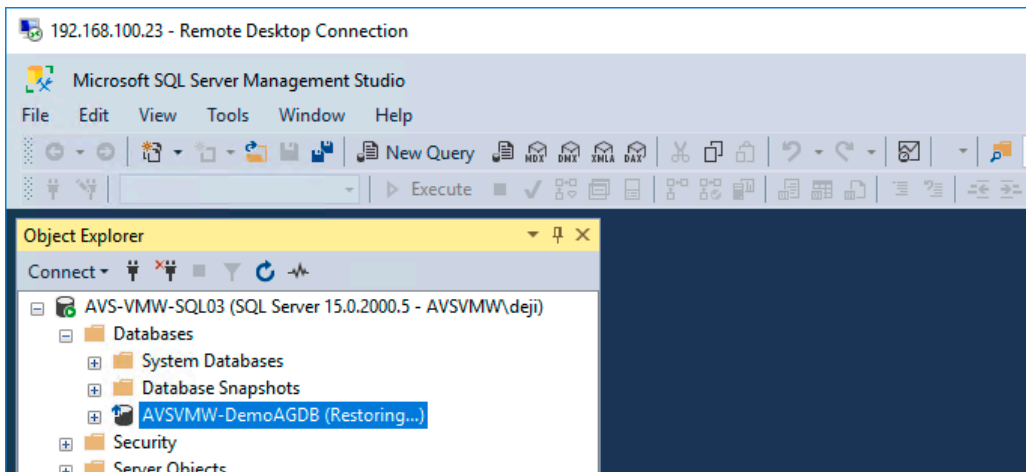 192.168.100.23 - Remote Desktop Connection
Microsoft SQL Server Management Studio
File Edit View Tools Window Help
New Query MDX DMX XMLA DAX
Execute
Object Explorer
Connect
AVS-VMW-SQL03 (SQL Server 15.0.2000.5 - AVSVMW\deji)
Databases
System Databases
Database Snapshots
AVSVMW-DemoAGDB (Restoring...)
Security
Server Objects